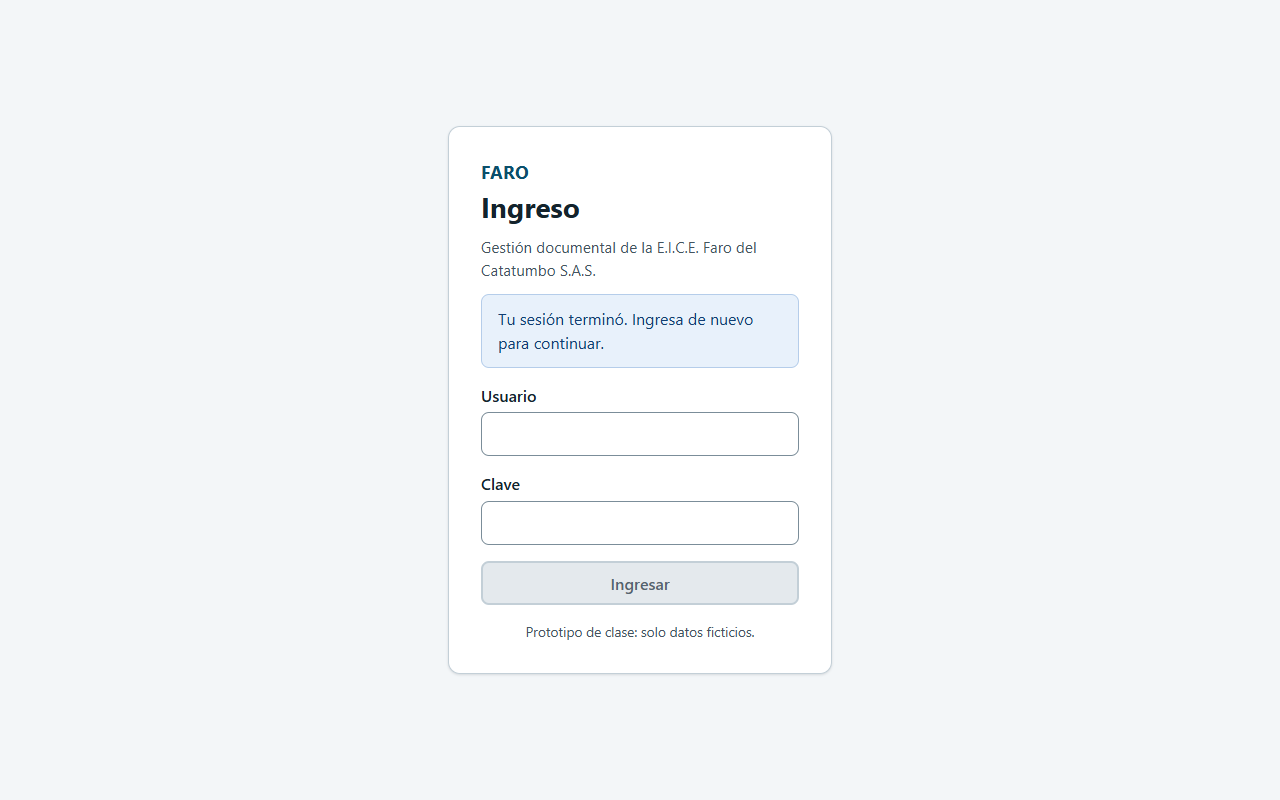 FARO
Ingreso
Gestión documental de la E.I.C.E. Faro del
Catatumbo S.A.S.
Tu sesión terminó. Ingresa de nuevo
para continuar.
Usuario
Clave
Ingresar
Prototipo de clase: solo datos ficticios.